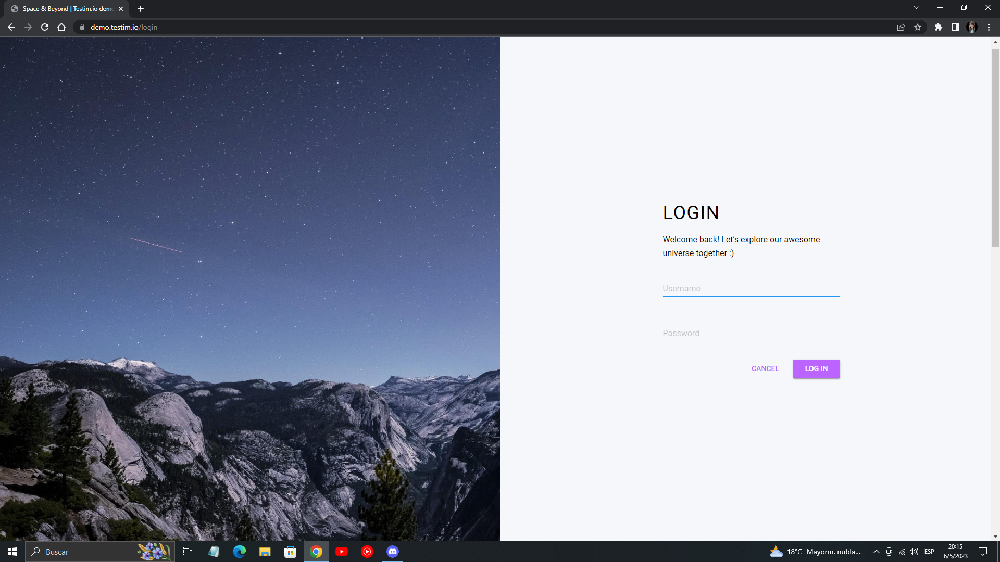 Space & Beyond | Testim.io demo
demo.testim.io/login
LOGIN
Welcome back! Let’s explore our awesome
universe together :)
Username
Password
CANCEL
LOG IN
Buscar
18°C Mayorm. nubla...
ESP
20:15
6/5/2023